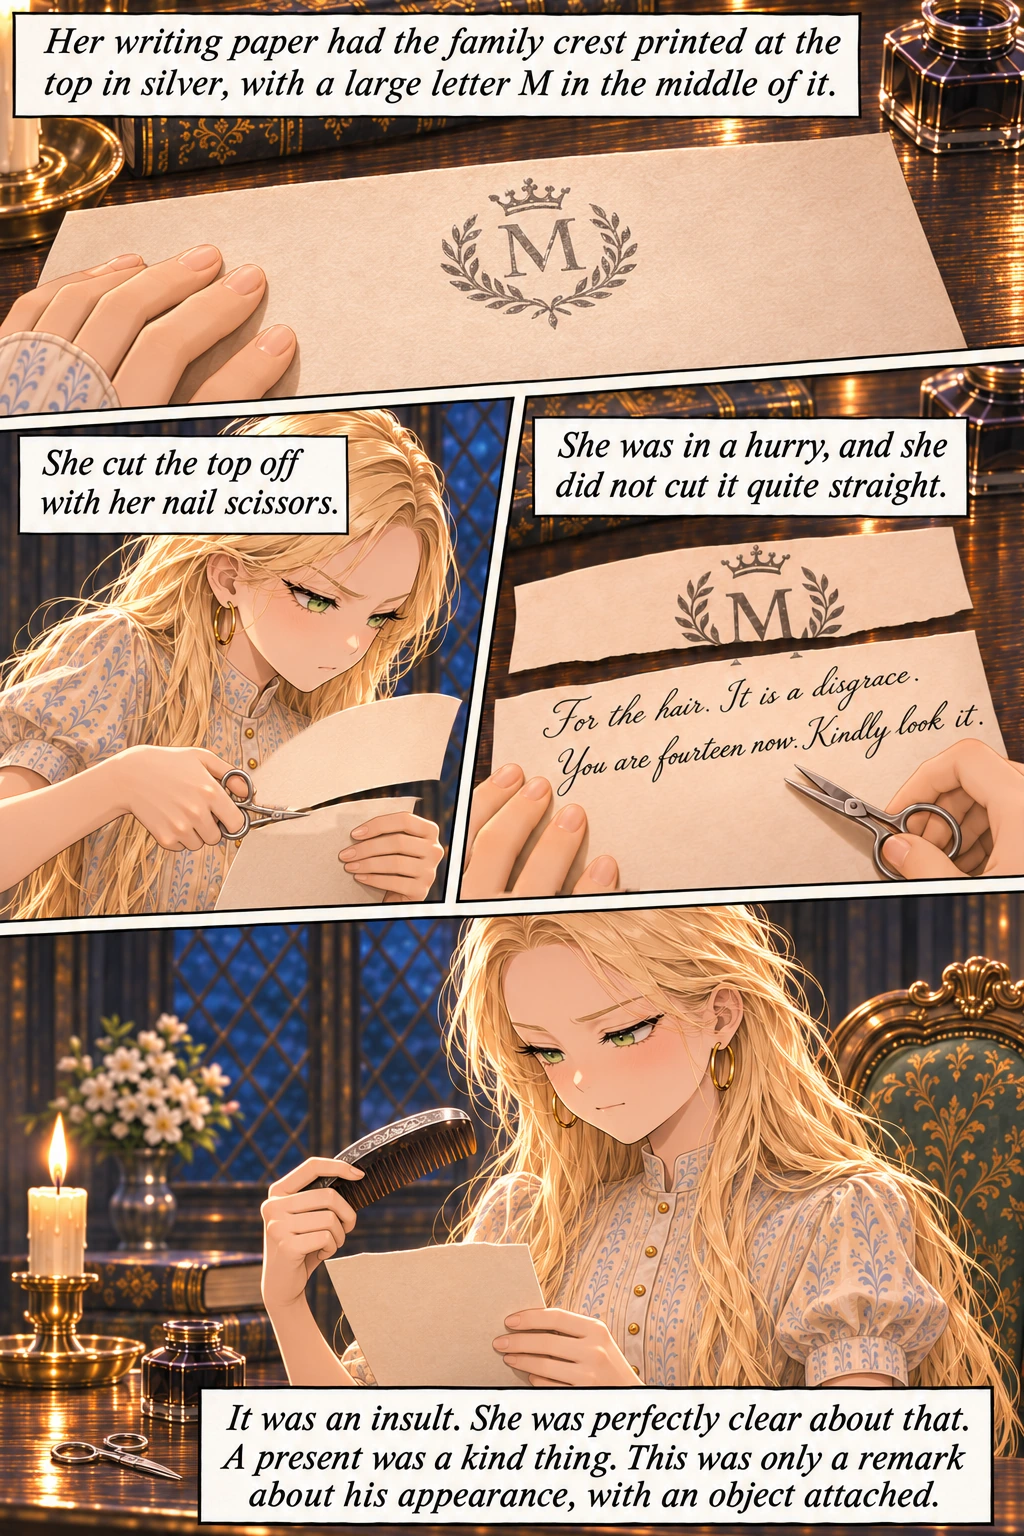 Her writing paper had the family crest printed at the
top in silver, with a large letter M in the middle of it.
M
She cut the top off
with her nail scissors.
She was in a hurry, and she
did not cut it quite straight.
M
For the hair. It is a disgrace.
You are fourteen now. Kindly look it.
It was an insult. She was perfectly clear about that.
A present was a kind thing. This was only a remark
about his appearance, with an object attached.